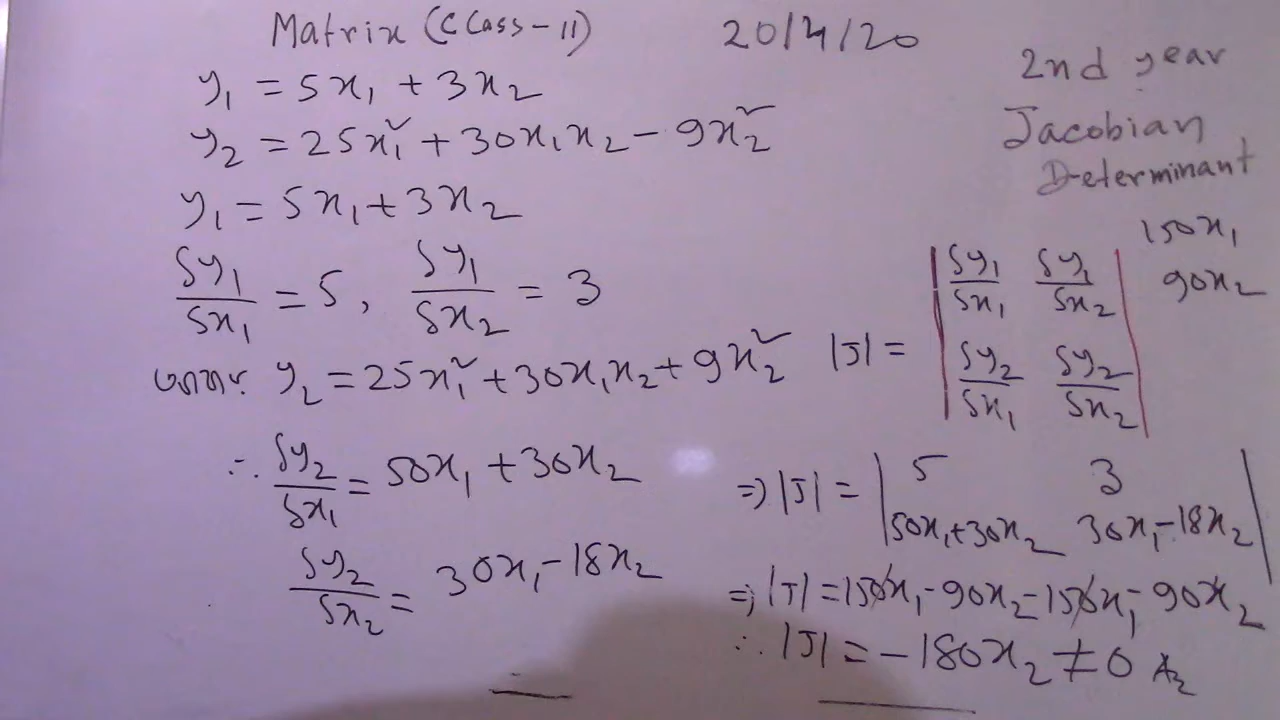 Matrix (Class-11)
20/4/20
2nd year
Jacobian
Determinant
y₁ = 5x₁ + 3x₂
y₂ = 25x₁² + 30x₁x₂ - 9x₂²
y₁ = 5x₁ + 3x₂
δy₁/δx₁ = 5, δy₁/δx₂ = 3
y₂ = 25x₁² + 30x₁x₂ + 9x₂²
∴ δy₂/δx₁ = 50x₁ + 30x₂
δy₂/δx₂ = 30x₁ - 18x₂
150x₁
90x₂
|J| = | δy₁/δx₁ δy₁/δx₂ |
| δy₂/δx₁ δy₂/δx₂ |
⇒ |J| = | 5 3 |
| 50x₁+30x₂ 30x₁-18x₂ |
⇒ |J| = 150x₁ - 90x₂ - 150x₁ - 90x₂
∴ |J| = -180x₂ ≠ 0